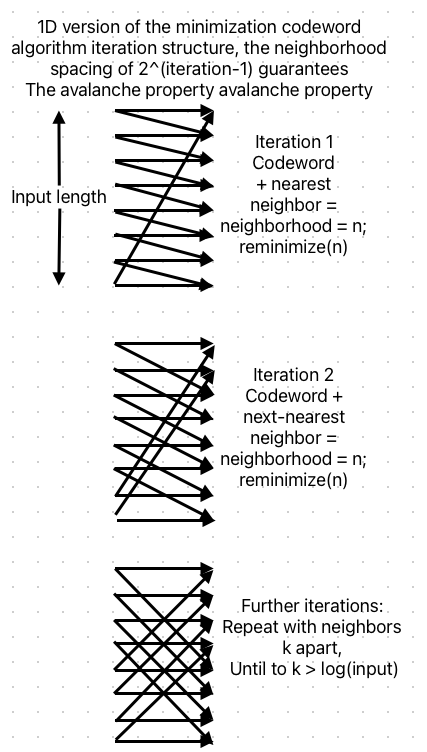 1D version of the minimization codeword
algorithm iteration structure, the neighborhood
spacing of 2^(iteration-1) guarantees
The avalanche property avalanche property
Input length
Iteration 1
Codeword
+ nearest
neighbor =
neighborhood = n;
reminimize(n)
Iteration 2
Codeword +
next-nearest
neighbor =
neighborhood = n;
reminimize(n)
Further iterations:
Repeat with neighbors
k apart,
Until to k > log(input)